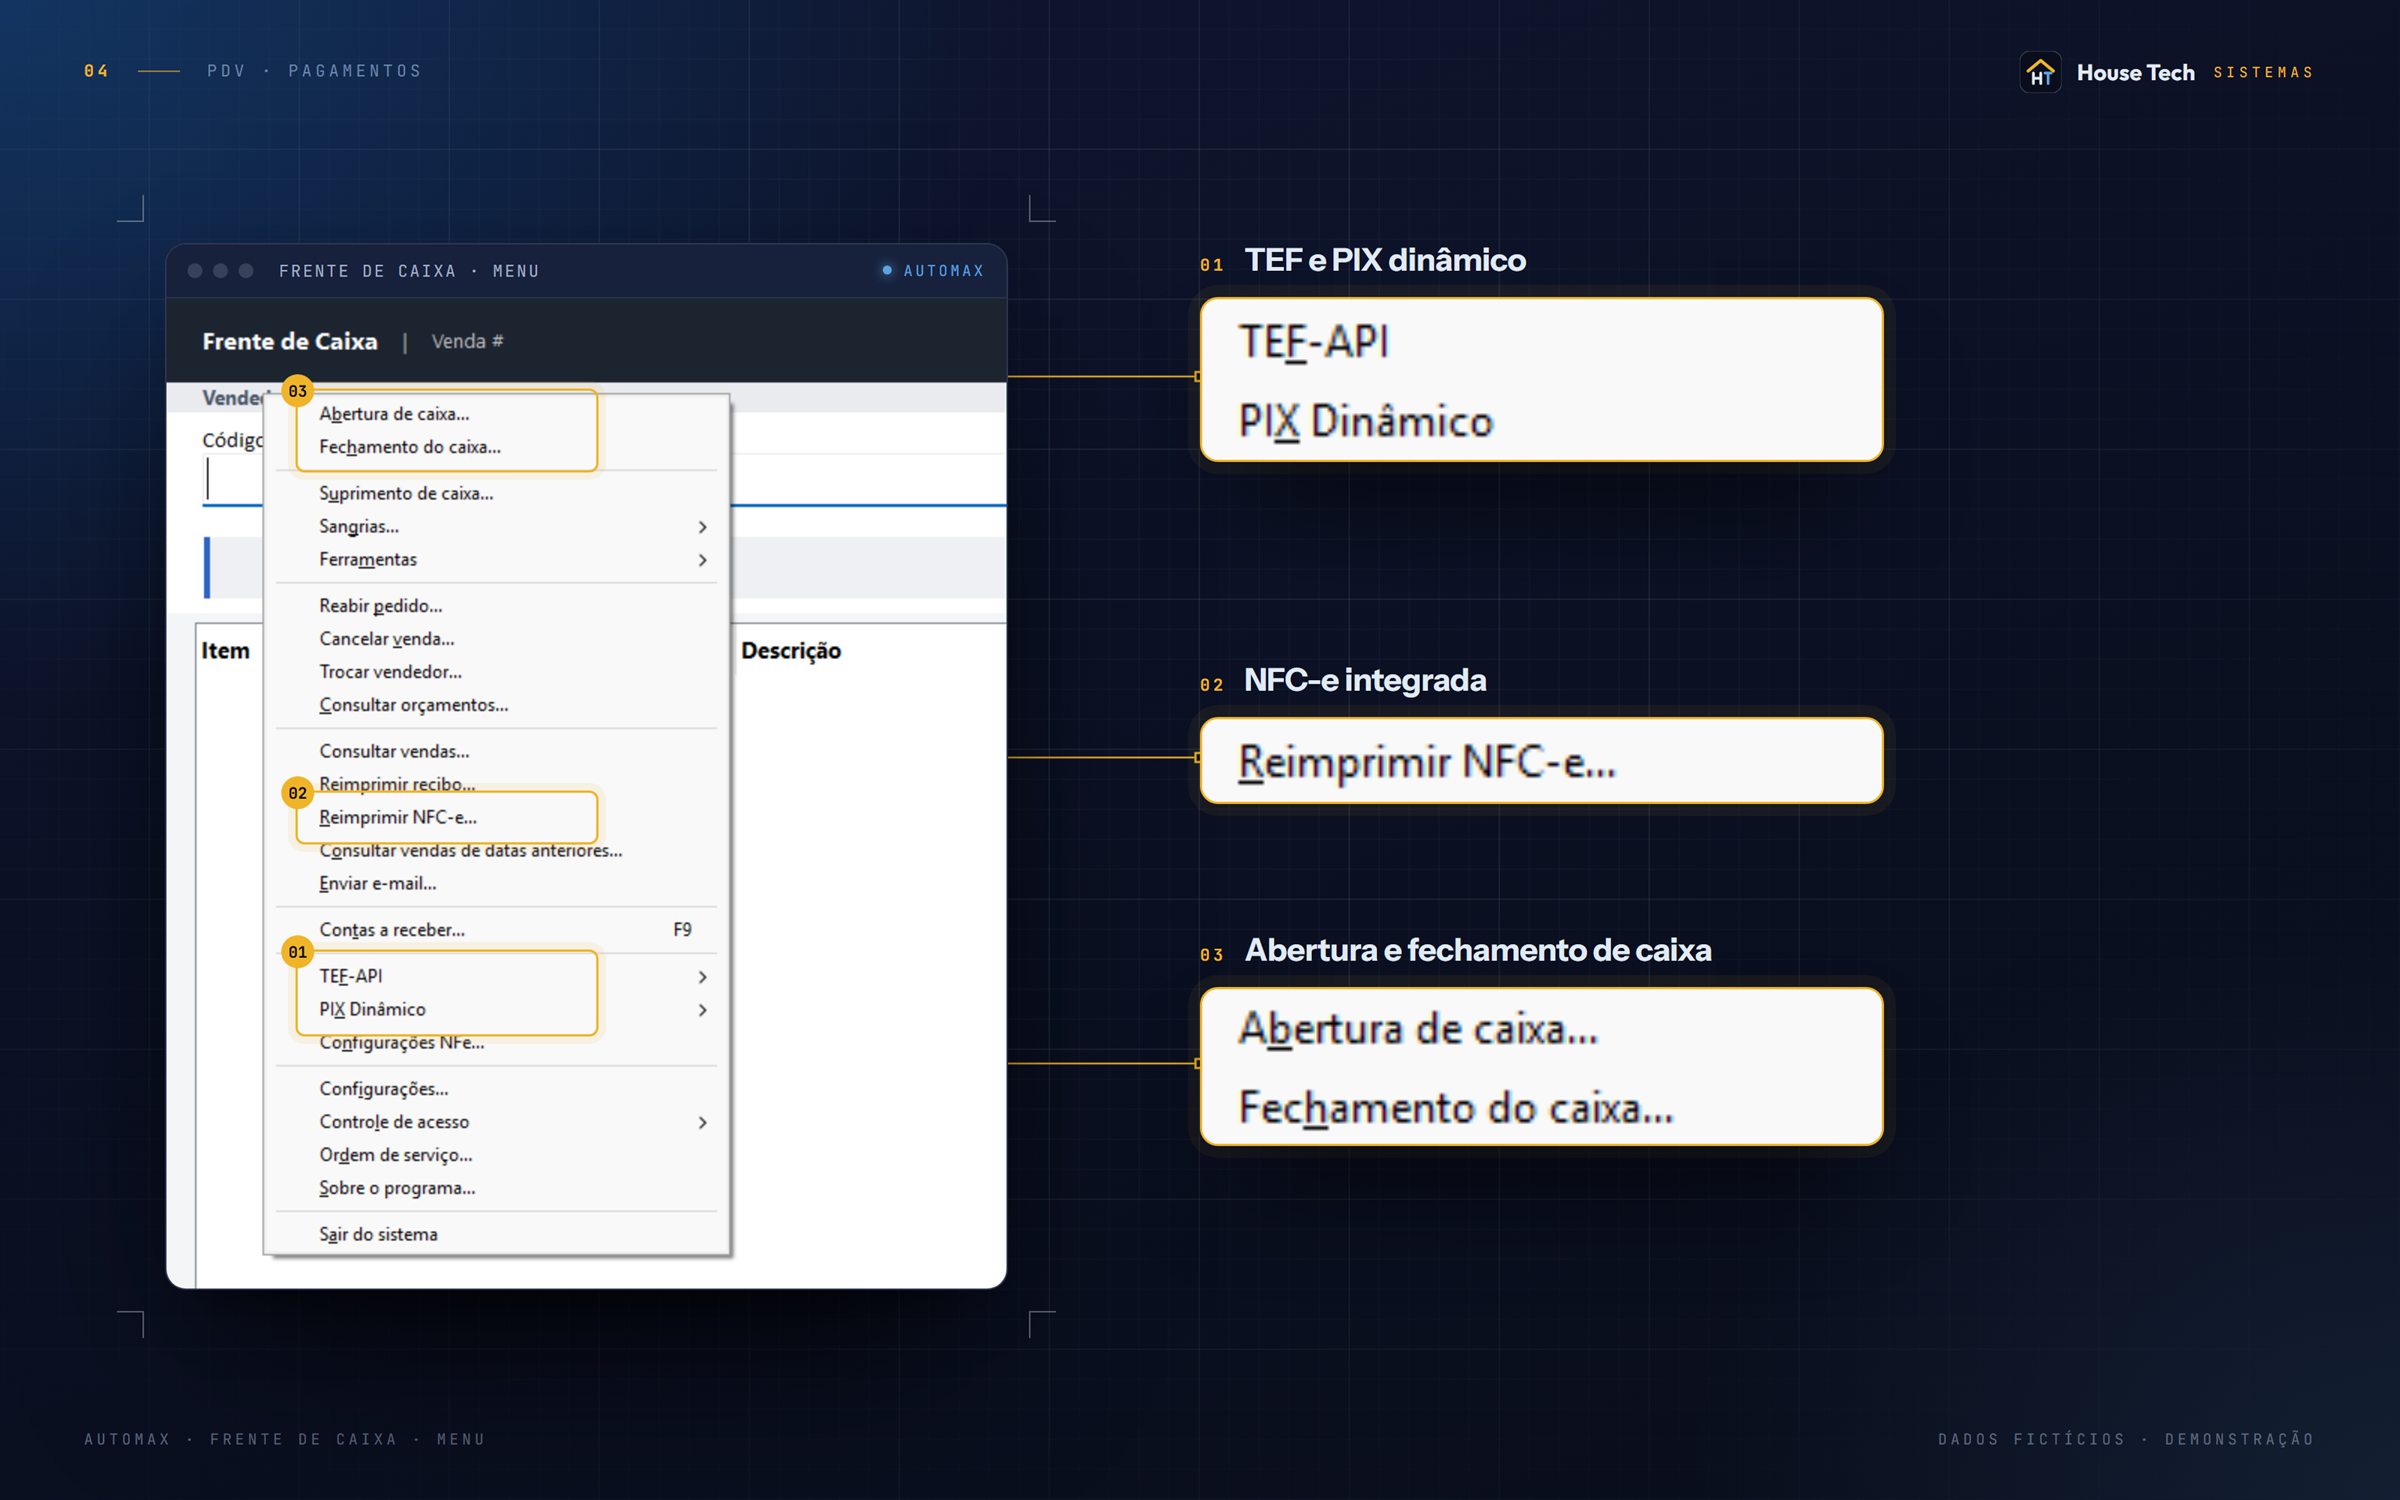 04 PDV · PAGAMENTOS
HT House Tech SISTEMAS
FRENTE DE CAIXA · MENU
AUTOMAX
Frente de Caixa | Venda #
Código
03
Abertura de caixa...
Fechamento do caixa...
Suprimento de caixa...
Sangrias...
Ferramentas
Reabir pedido...
Cancelar venda...
Trocar vendedor...
Consultar orçamentos...
Item
Descrição
Consultar vendas...
Reimprimir recibo...
02
Reimprimir NFC-e...
Consultar vendas de datas anteriores...
Enviar e-mail...
Contas a receber... F9
01
TEF-API
PIX Dinâmico
Configurações NFe...
Configurações...
Controle de acesso
Ordem de serviço...
Sobre o programa...
Sair do sistema
01 TEF e PIX dinâmico
TEF-API
PIX Dinâmico
02 NFC-e integrada
Reimprimir NFC-e...
03 Abertura e fechamento de caixa
Abertura de caixa...
Fechamento do caixa...
AUTOMAX · FRENTE DE CAIXA · MENU
DADOS FICTÍCIOS · DEMONSTRAÇÃO